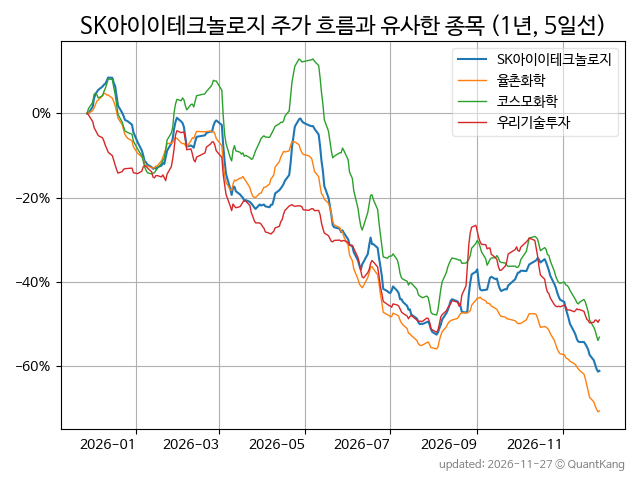 SK아이이테크놀로지 주가 흐름과 유사한 종목 (1년, 5일선)
SK아이이테크놀로지
율촌화학
코스모화학
우리기술투자
0%
−20%
−40%
−60%
2026-01 2026-03 2026-05 2026-07 2026-09 2026-11
updated: 2026-11-27 © QuantKang